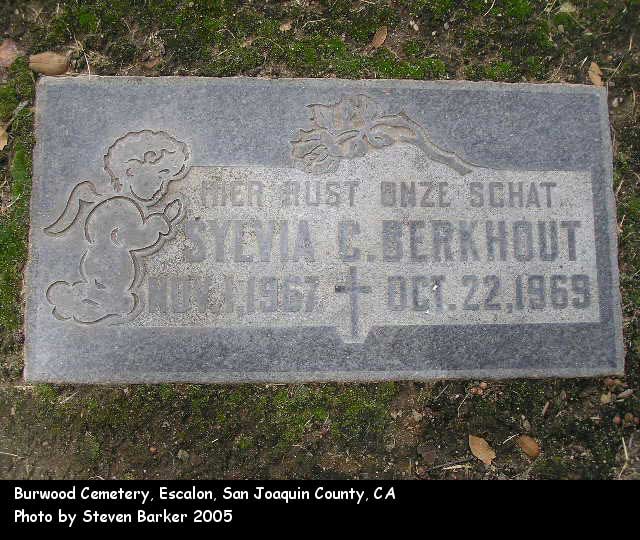 HIER RUST ONZE SCHAT
SYLVIA C. BERKHOUT
NOV. 1, 1967 OCT. 22, 1969
Burwood Cemetery, Escalon, San Joaquin County, CA
Photo by Steven Barker 2005